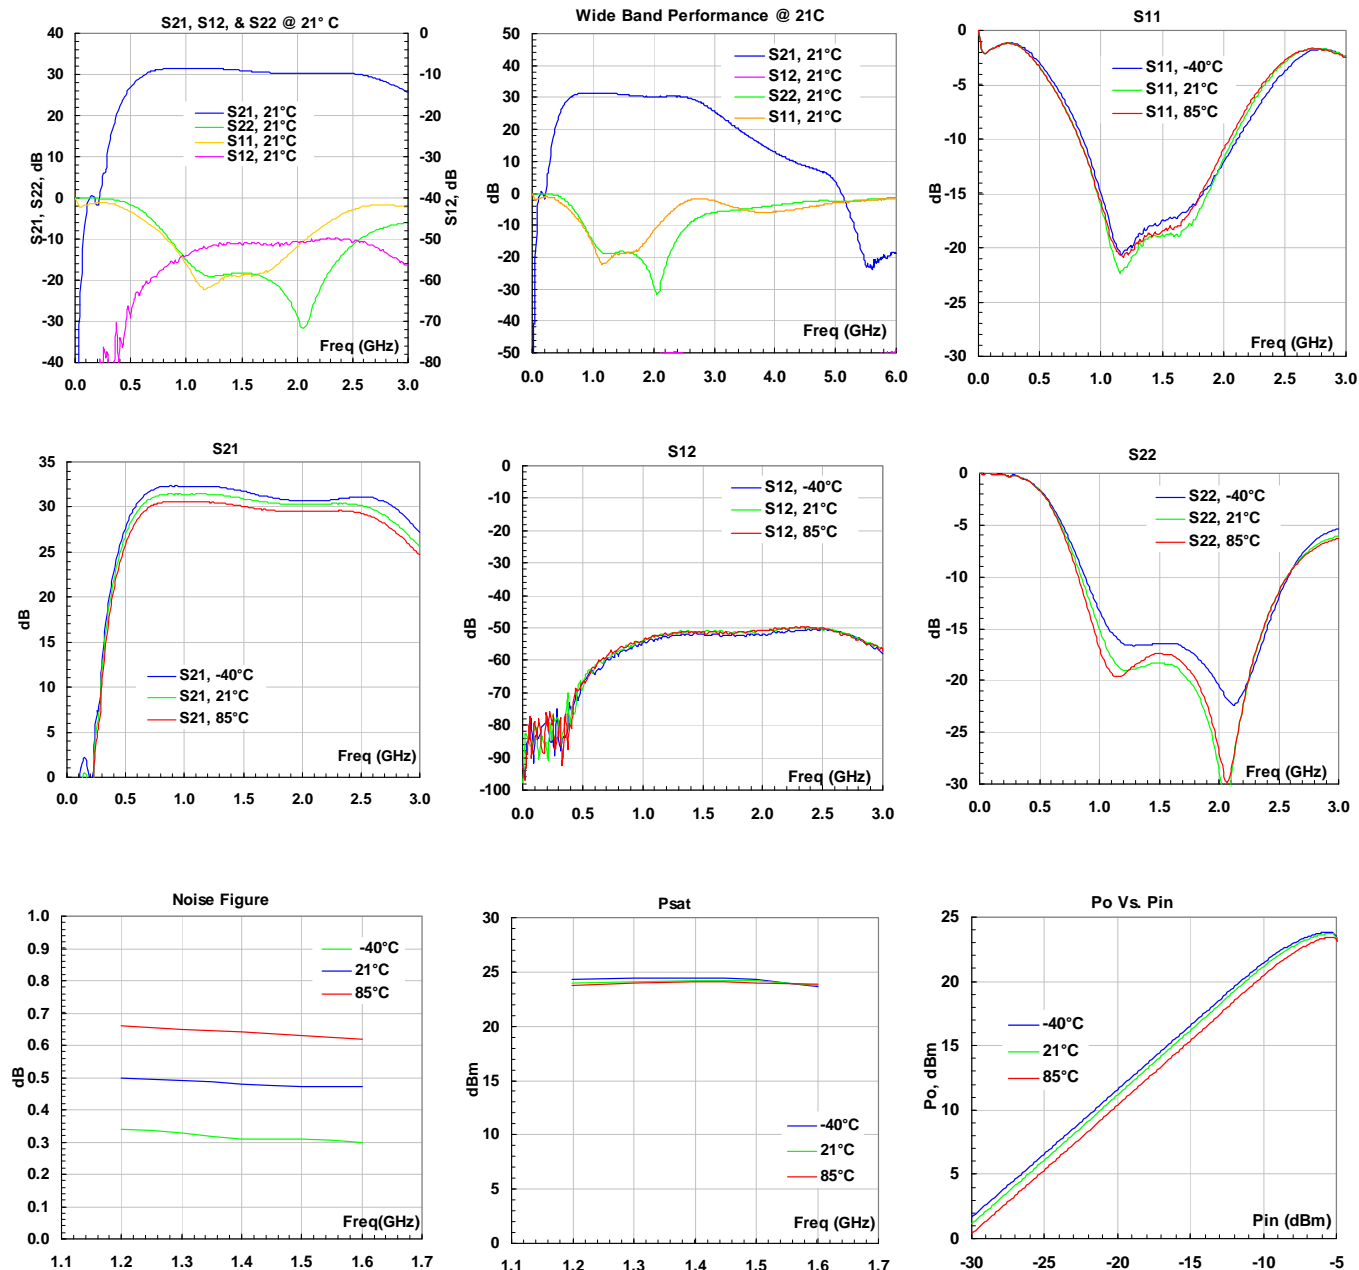 S21, S12, & S22 @ 21° C
40
30
20
10
0
-10
-20
-30
-40
S21, S22, dB
0
-10
-20
-30
-40
-50
-60
-70
-80
S12, dB
S21, 21°C
S22, 21°C
S11, 21°C
S12, 21°C
Freq (GHz)
0.0 0.5 1.0 1.5 2.0 2.5 3.0
Wide Band Performance @ 21C
50
40
30
20
10
0
-10
-20
-30
-40
-50
dB
S21, 21°C
S12, 21°C
S22, 21°C
S11, 21°C
Freq (GHz)
0.0 1.0 2.0 3.0 4.0 5.0 6.0
S11
0
-5
-10
-15
-20
-25
-30
dB
S11, -40°C
S11, 21°C
S11, 85°C
Freq (GHz)
0.0 0.5 1.0 1.5 2.0 2.5 3.0
S21
35
30
25
20
15
10
5
0
dB
S21, -40°C
S21, 21°C
S21, 85°C
Freq (GHz)
0.0 0.5 1.0 1.5 2.0 2.5 3.0
S12
0
-10
-20
-30
-40
-50
-60
-70
-80
-90
-100
dB
S12, -40°C
S12, 21°C
S12, 85°C
Freq (GHz)
0.0 0.5 1.0 1.5 2.0 2.5 3.0
S22
0
-5
-10
-15
-20
-25
-30
dB
S22, -40°C
S22, 21°C
S22, 85°C
Freq (GHz)
0.0 0.5 1.0 1.5 2.0 2.5 3.0
Noise Figure
1.0
0.9
0.8
0.7
0.6
0.5
0.4
0.3
0.2
0.1
0.0
dB
-40°C
21°C
85°C
Freq(GHz)
1.1 1.2 1.3 1.4 1.5 1.6 1.7
Psat
30
25
20
15
10
5
0
dBm
-40°C
21°C
85°C
Freq (GHz)
1.1 1.2 1.3 1.4 1.5 1.6 1.7
Po Vs. Pin
25
20
15
10
5
0
Po, dBm
-40°C
21°C
85°C
Pin (dBm)
-30 -25 -20 -15 -10 -5